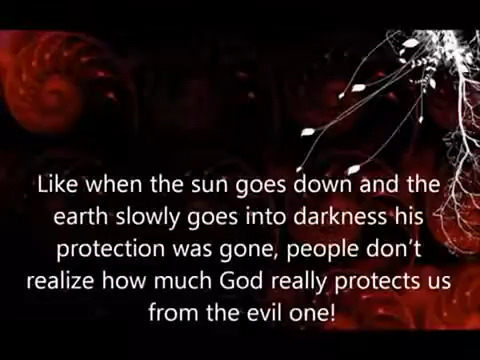 Like when the sun goes down and the
earth slowly goes into darkness his
protection was gone, people don’t
realize how much God really protects us
from the evil one!